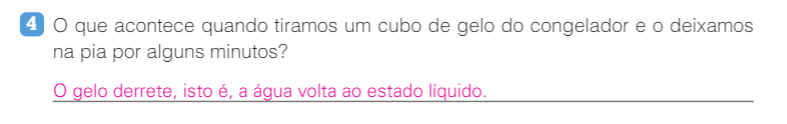 4 O que acontece quando tiramos um cubo de gelo do congelador e o deixamos
na pia por alguns minutos?
O gelo derrete, isto é, a água volta ao estado líquido.